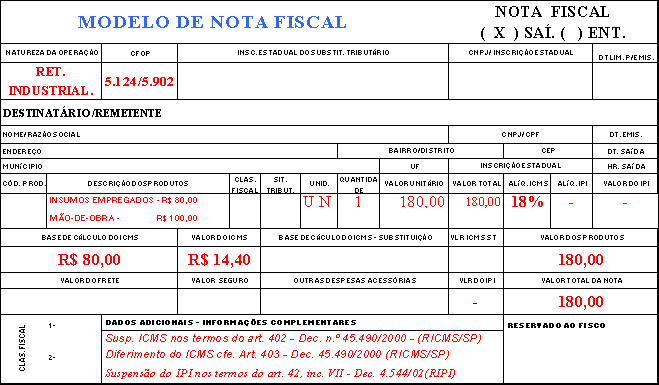 MODELO DE NOTA FISCAL
NOTA FISCAL
( X ) SAÍ. ( ) ENT.
NATUREZA DA OPERAÇÃO CFOP INSC. ESTADUAL DO SUBSTIT. TRIBUTÁRIO CNPJ/ INSCRIÇÃO ESTADUAL DT LIM. P/EMIS.
RET. INDUSTRIAL. 5.124/5.902
DESTINATÁRIO/REMETENTE
NOME/RAZÃO SOCIAL CNPJ/CPF DT. EMIS.
ENDEREÇO BAIRRO/DISTRITO CEP DT. SAÍDA
MUNICÍPIO UF INSCRIÇÃO ESTADUAL HR. SAÍDA
CÓD. PROD. DESCRIÇÃO DOS PRODUTOS CLAS. FISCAL SIT. TRIBUT. UNID. QUANTIDADE VALOR UNITÁRIO VALOR TOTAL ALÍQ. ICMS ALÍQ. IPI VALOR DO IPI
INSUMOS EMPREGADOS - R$ 80,00 UN 1 180,00 180,00 18% - -
MÃO-DE-OBRA - R$ 100,00
BASE DE CÁLCULO DO ICMS VALOR DO ICMS BASE DE CÁLCULO DO ICMS - SUBSTITUIÇÃO VLR ICMS ST VALOR DOS PRODUTOS
R$ 80,00 R$ 14,40 180,00
VALOR DO FRETE VALOR SEGURO OUTRAS DESPESAS ACESSÓRIAS VLR DO IPI VALOR TOTAL DA NOTA
- 180,00
CLAS. FISCAL
1-
2-
DADOS ADICIONAIS - INFORMAÇÕES COMPLEMENTARES
Susp. ICMS nos termos do art. 402 - Dec. n.º 45.490/2000 - (RICMS/SP)
Diferimento do ICMS cfe. Art. 403 - Dec. 45.490/2000 (RICMS/SP)
Suspensão do IPI nos termos do art. 42, inc. VII - Dec. 4.544/02(RIPI)
RESERVADO AO FISCO